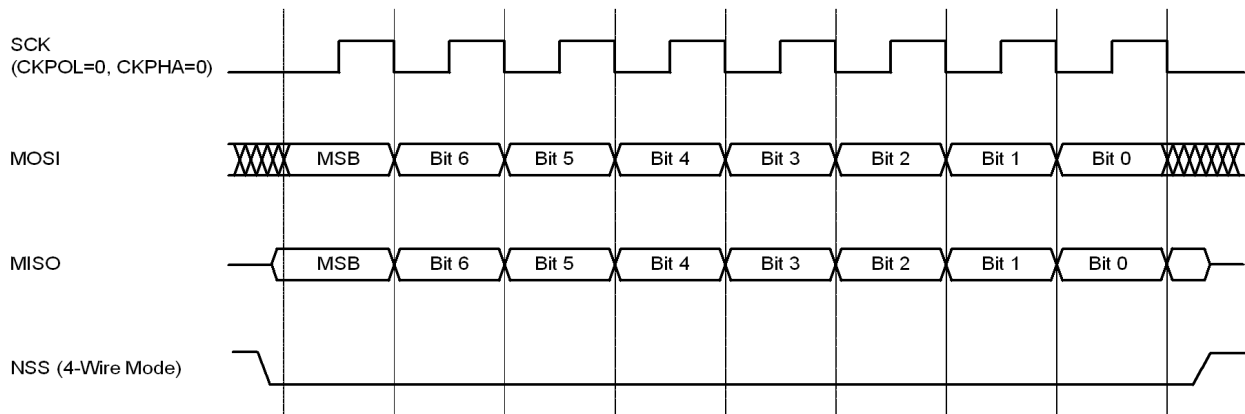 SCK
(CKPOL=0, CKPHA=0)
MOSI
MSB Bit 6 Bit 5 Bit 4 Bit 3 Bit 2 Bit 1 Bit 0
MISO
MSB Bit 6 Bit 5 Bit 4 Bit 3 Bit 2 Bit 1 Bit 0
NSS (4-Wire Mode)